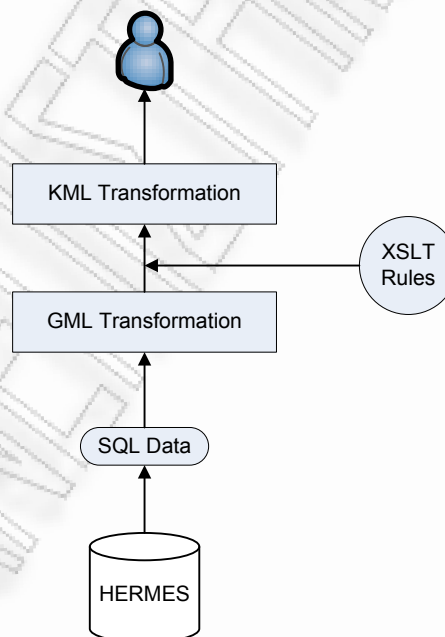 KML Transformation
XSLT
Rules
GML Transformation
SQL Data
HERMES